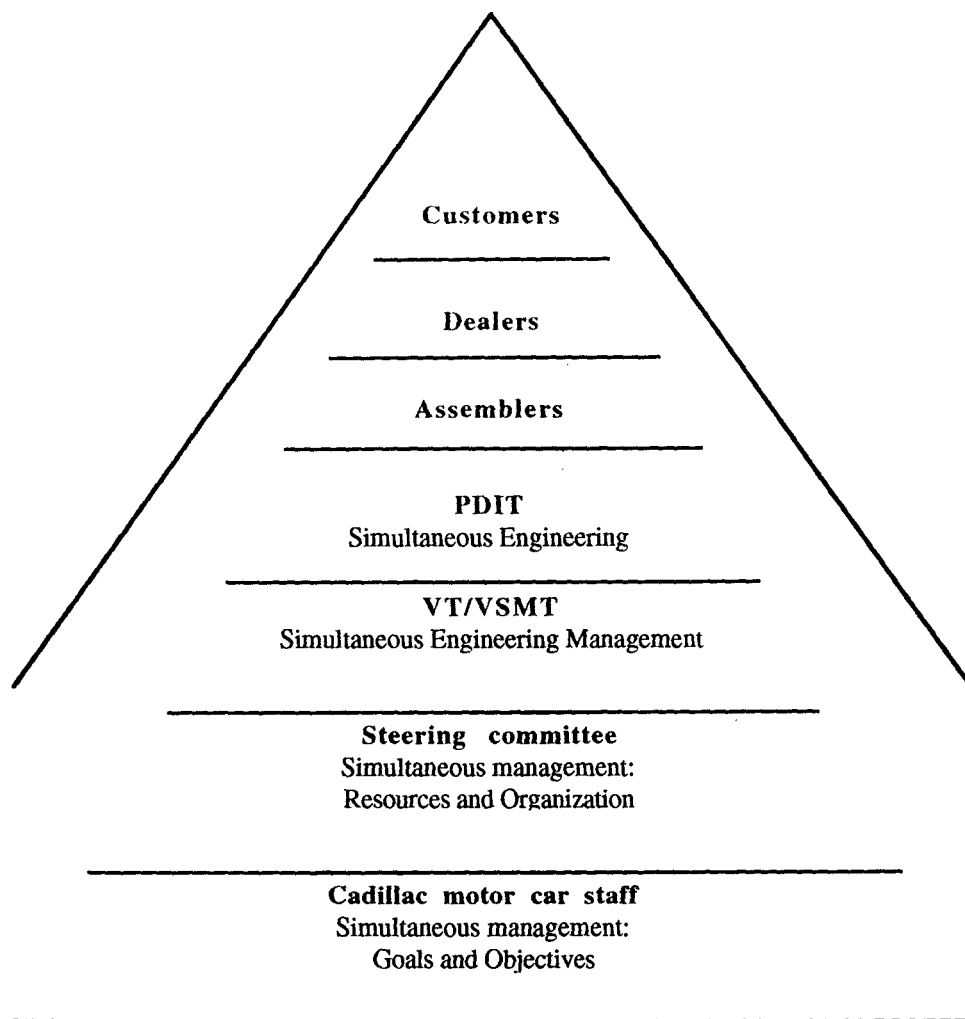 Customers
Dealers
Assemblers
PDIT
Simultaneous Engineering
VT/VSMT
Simultaneous Engineering Management
Steering committee
Simultaneous management:
Resources and Organization
Cadillac motor car staff
Simultaneous management:
Goals and Objectives